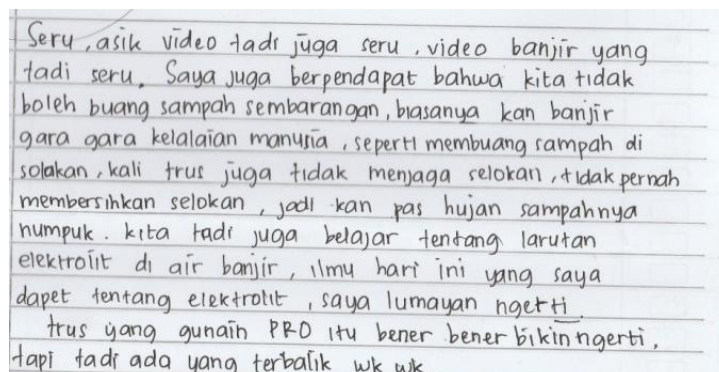 Seru, asik video tadi juga seru, video banjir yang
tadi seru. Saya juga berpendapat bahwa kita tidak
boleh buang sampah sembarangan, biasanya kan banjir
gara gara kelalaian manusia, seperti membuang sampah di
solakan, kali trus juga tidak menjaga selokan, tidak pernah
membersihkan selokan, jadi kan pas hujan sampahnya
numpuk. kita tadi juga belajar tentang larutan
elektrolit di air banjir, ilmu hari ini yang saya
dapet tentang elektrolit, saya lumayan ngerti
trus yang gunain PRO itu bener bener bikin ngerti,
tapi tadi ada yang terbalik wk wk